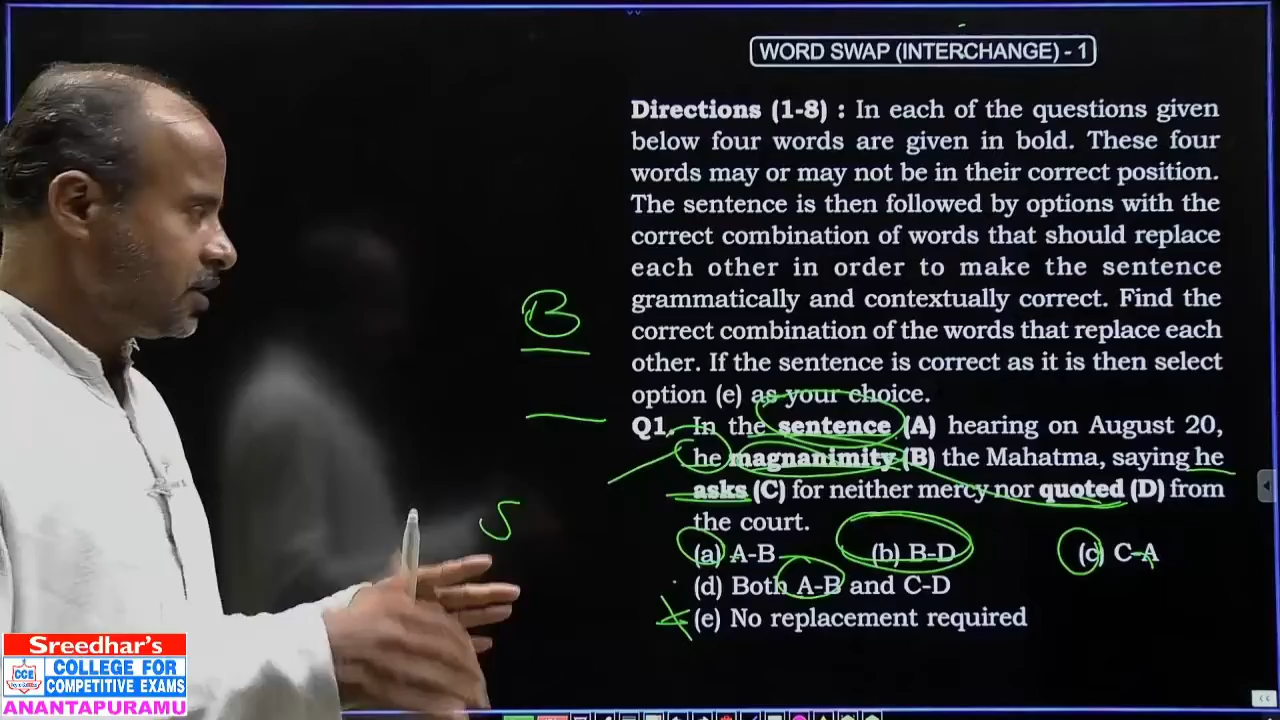 WORD SWAP (INTERCHANGE) - 1
Directions (1-8) : In each of the questions given
below four words are given in bold. These four
words may or may not be in their correct position.
The sentence is then followed by options with the
correct combination of words that should replace
each other in order to make the sentence
grammatically and contextually correct. Find the
correct combination of the words that replace each
other. If the sentence is correct as it is then select
option (e) as your choice.
Q1. In the sentence (A) hearing on August 20,
he magnanimity (B) the Mahatma, saying he
asks (C) for neither mercy nor quoted (D) from
the court.
(a) A-B (b) B-D (c) C-A
(d) Both A-B and C-D
(e) No replacement required
B
S
Sreedhar's
CCE
COLLEGE FOR
COMPETITIVE EXAMS
ANANTAPURAMU